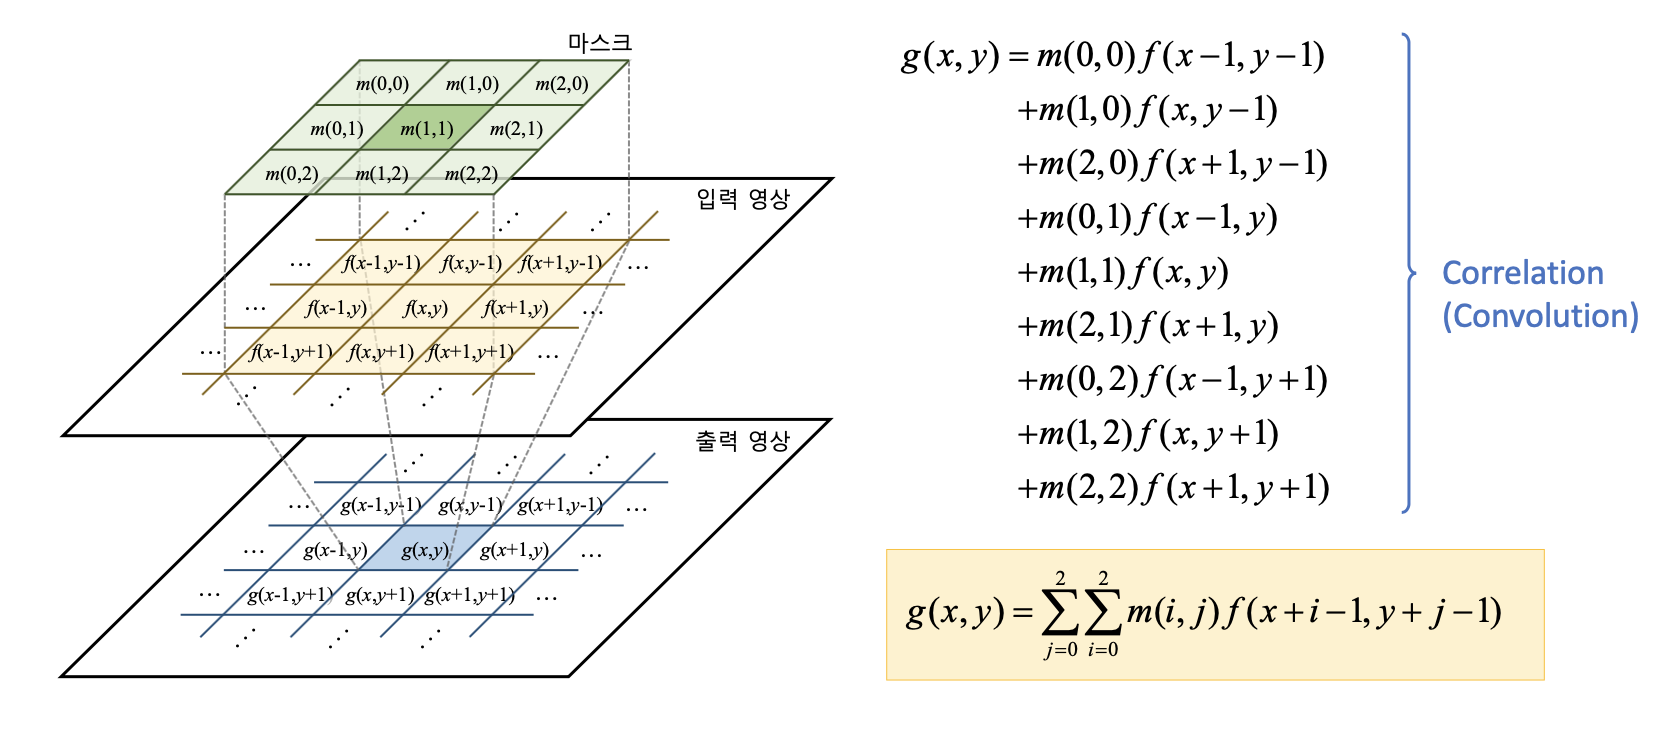 마스크
m(0,0) m(1,0) m(2,0)
m(0,1) m(1,1) m(2,1)
m(0,2) m(1,2) m(2,2)
입력 영상
… f(x-1,y-1) f(x,y-1) f(x+1,y-1) …
… f(x-1,y) f(x,y) f(x+1,y) …
… f(x-1,y+1) f(x,y+1) f(x+1,y+1) …
출력 영상
… g(x-1,y-1) g(x,y-1) g(x+1,y-1) …
… g(x-1,y) g(x,y) g(x+1,y) …
… g(x-1,y+1) g(x,y+1) g(x+1,y+1) …
g(x, y) = m(0,0) f(x−1, y−1)
+m(1,0) f(x, y−1)
+m(2,0) f(x+1, y−1)
+m(0,1) f(x−1, y)
+m(1,1) f(x, y)
+m(2,1) f(x+1, y)
+m(0,2) f(x−1, y+1)
+m(1,2) f(x, y+1)
+m(2,2) f(x+1, y+1)
Correlation
(Convolution)
g(x, y) = ∑_{j=0}^{2} ∑_{i=0}^{2} m(i, j) f(x+i−1, y+j−1)